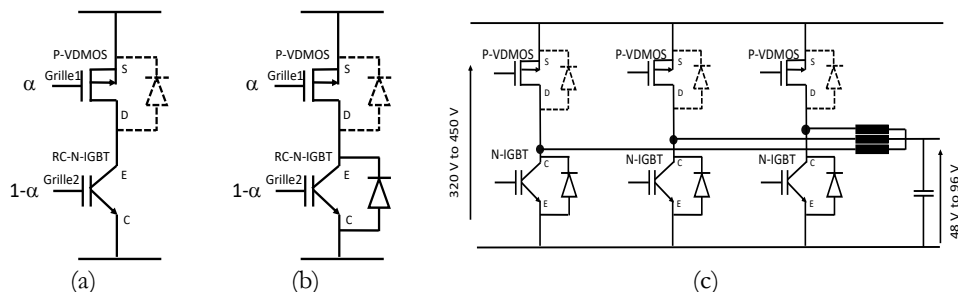 P-VDMOS
Grille1
S
α
D
RC-N-IGBT
E
Grille2
1-α
C
(a)
P-VDMOS
Grille1
S
α
D
RC-N-IGBT
E
Grille2
1-α
C
(b)
P-VDMOS P-VDMOS P-VDMOS
S S S
D D D
320 V to 450 V
N-IGBT N-IGBT N-IGBT
C C C
E E E
48 V to 96 V
(c)